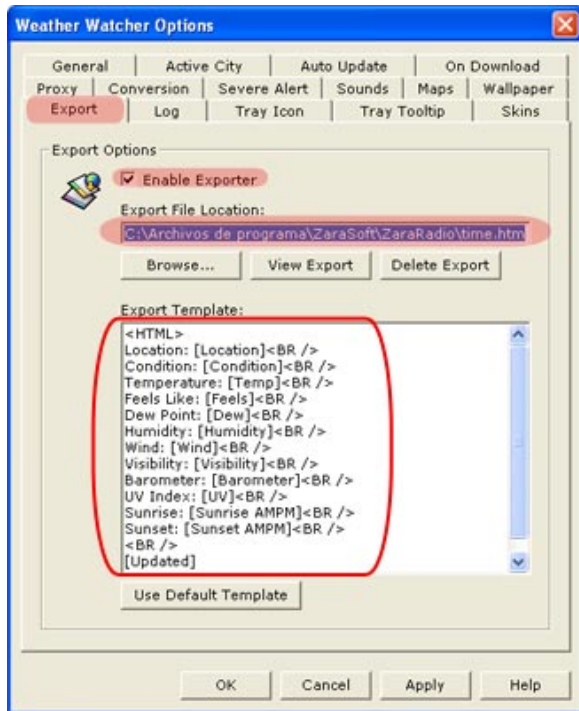 Weather Watcher Options
General Active City Auto Update On Download
Proxy Conversion Severe Alert Sounds Maps Wallpaper
Export Log Tray Icon Tray Tooltip Skins
Export Options
Enable Exporter
Export File Location:
C:\Archivos de programa\ZaraSoft\ZaraRadio\time.htm
Browse... View Export Delete Export
Export Template:
<HTML>
Location: [Location]<BR />
Condition: [Condition]<BR />
Temperature: [Temp]<BR />
Feels Like: [Feels]<BR />
Dew Point: [Dew]<BR />
Humidity: [Humidity]<BR />
Wind: [Wind]<BR />
Visibility: [Visibility]<BR />
Barometer: [Barometer]<BR />
UV Index: [UV]<BR />
Sunrise: [Sunrise AMPM]<BR />
Sunset: [Sunset AMPM]<BR />
<BR />
[Updated]
Use Default Template
OK Cancel Apply Help